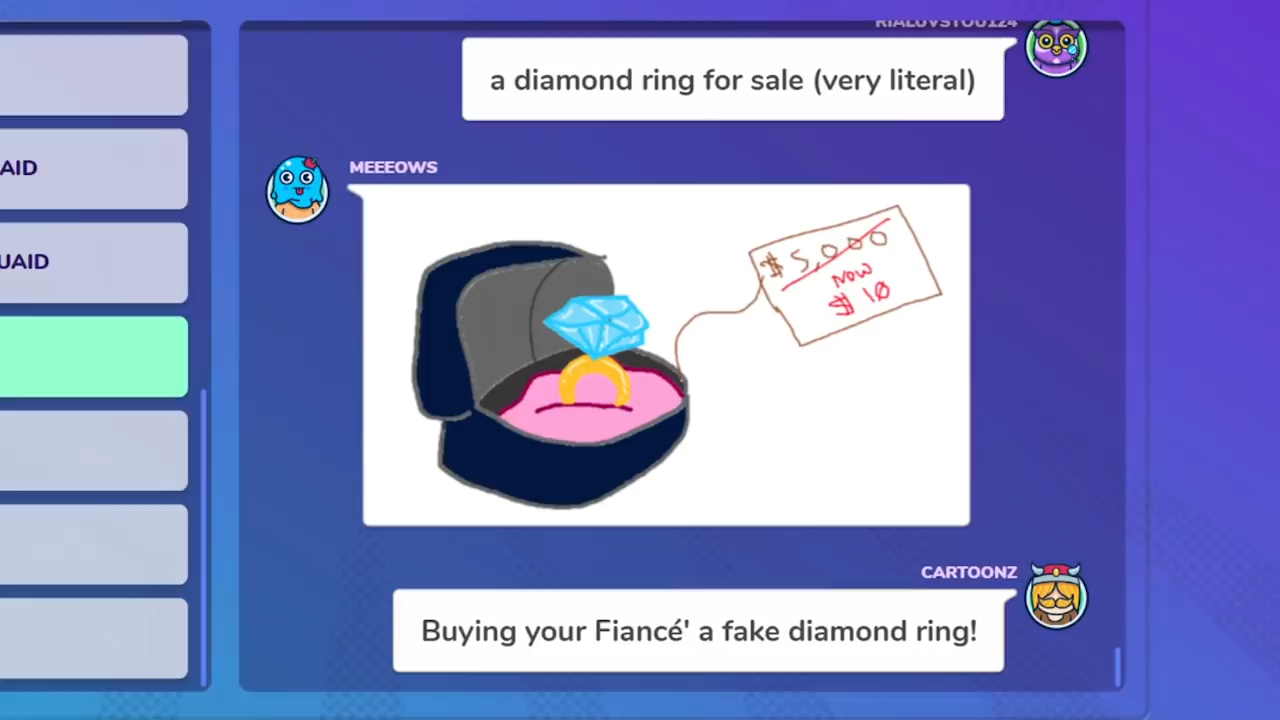 RIALUVSYOU124
a diamond ring for sale (very literal)
AID
MEEEOWS
$5,000
NOW
$10
UAID
CARTOONZ
Buying your Fiancé' a fake diamond ring!